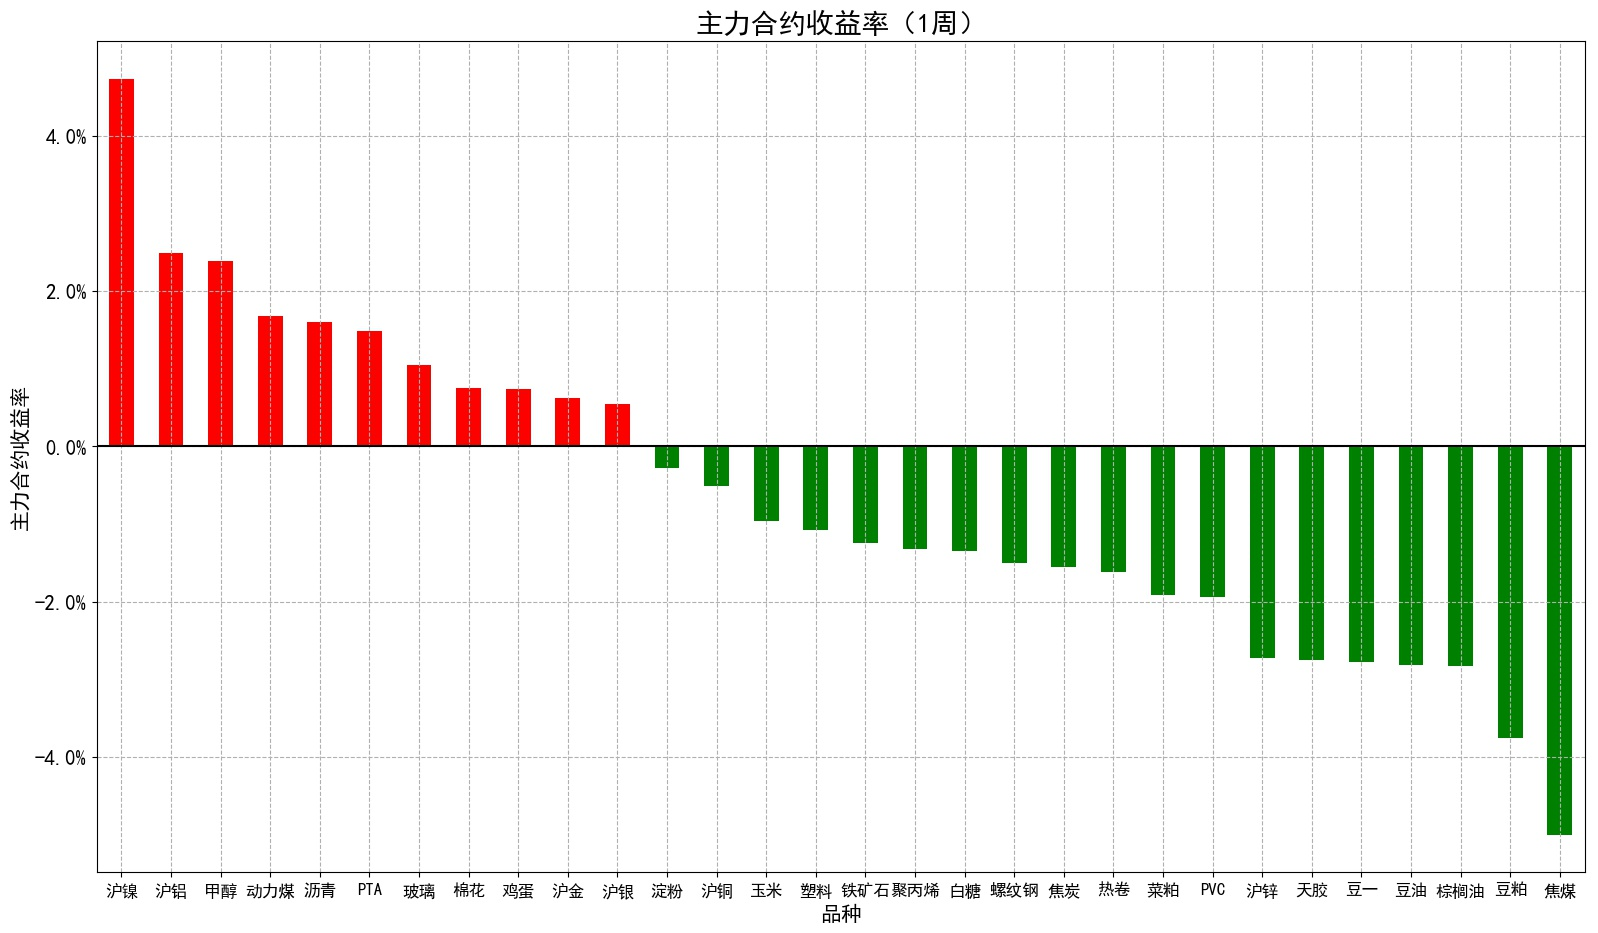 主力合约收益率（1周）
主力合约收益率
4.0%
2.0%
0.0%
-2.0%
-4.0%
沪镍 沪铝 甲醇 动力煤 沥青 PTA 玻璃 棉花 鸡蛋 沪金 沪银 淀粉 沪铜 玉米 塑料 铁矿石 聚丙烯 白糖 螺纹钢 焦炭 热卷 菜粕 PVC 沪锌 天胶 豆一 豆油 棕榈油 豆粕 焦煤
品种